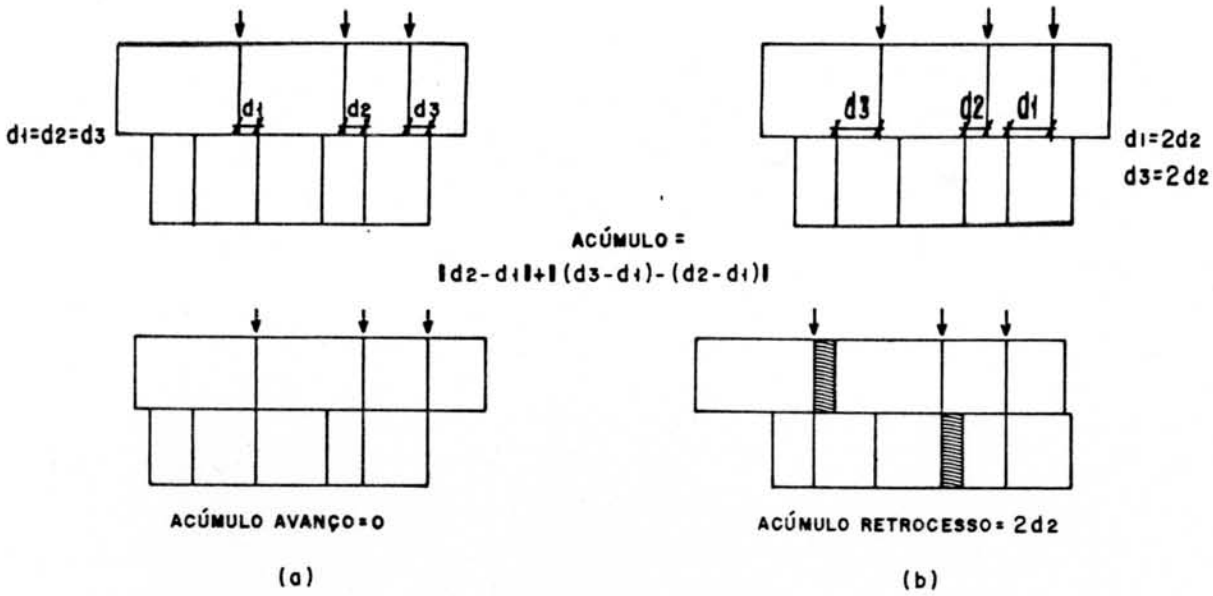 d1 d2 d3
d1=d2=d3
d3 d2 d1
d1=2d2
d3=2d2
ACÚMULO =
‖d2-d1‖+‖(d3-d1)-(d2-d1)‖
ACÚMULO AVANÇO=0
(a)
ACÚMULO RETROCESSO= 2d2
(b)